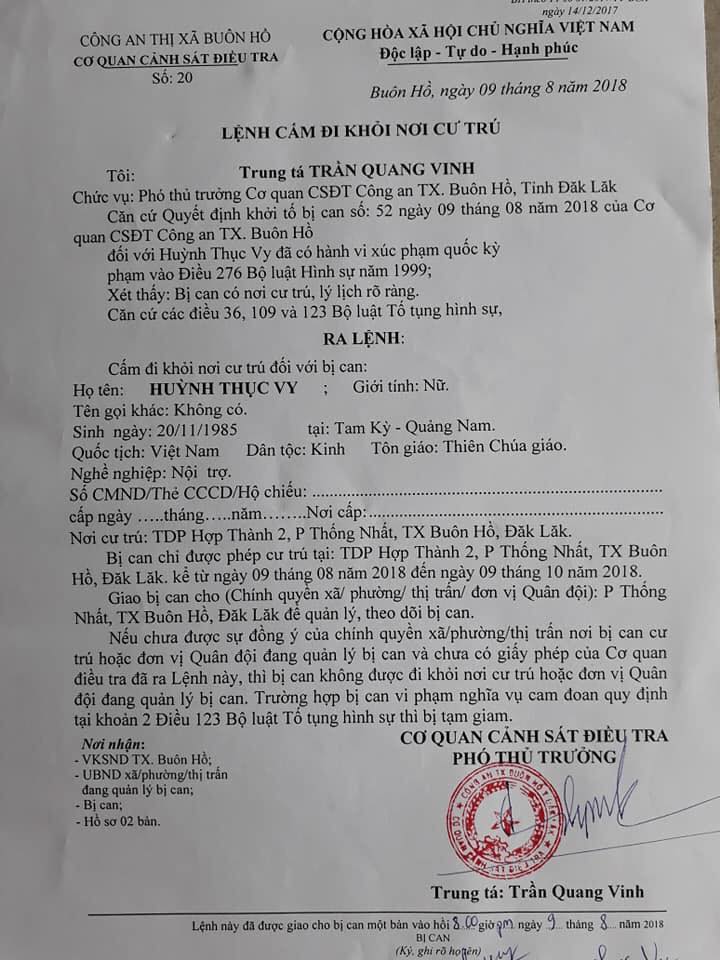 ngày 14/12/2017
CÔNG AN THỊ XÃ BUÔN HỒ
CỘNG HÒA XÃ HỘI CHỦ NGHĨA VIỆT NAM
CƠ QUAN CẢNH SÁT ĐIỀU TRA
Độc lập - Tự do - Hạnh phúc
Số: 20
Buôn Hồ, ngày 09 tháng 8 năm 2018
LỆNH CẤM ĐI KHỎI NƠI CƯ TRÚ
Tôi: Trung tá TRẦN QUANG VINH
Chức vụ: Phó thủ trưởng Cơ quan CSĐT Công an TX. Buôn Hồ, Tỉnh Đăk Lăk
Căn cứ Quyết định khởi tố bị can số: 52 ngày 09 tháng 08 năm 2018 của Cơ
quan CSĐT Công an TX. Buôn Hồ
đối với Huỳnh Thục Vy đã có hành vi xúc phạm quốc kỳ
phạm vào Điều 276 Bộ luật Hình sự năm 1999;
Xét thấy: Bị can có nơi cư trú, lý lịch rõ ràng.
Căn cứ các điều 36, 109 và 123 Bộ luật Tố tụng hình sự,
RA LỆNH:
Cấm đi khỏi nơi cư trú đối với bị can:
Họ tên: HUỲNH THỤC VY ; Giới tính: Nữ.
Tên gọi khác: Không có.
Sinh ngày: 20/11/1985 tại: Tam Kỳ - Quảng Nam.
Quốc tịch: Việt Nam Dân tộc: Kinh Tôn giáo: Thiên Chúa giáo.
Nghề nghiệp: Nội trợ.
Số CMND/Thẻ CCCD/Hộ chiếu: ..............................................................
cấp ngày …..tháng…..năm……..Nơi cấp:....................................................
Nơi cư trú: TDP Hợp Thành 2, P Thống Nhất, TX Buôn Hồ, Đăk Lăk.
Bị can chỉ được phép cư trú tại: TDP Hợp Thành 2, P Thống Nhất, TX Buôn
Hồ, Đăk Lăk. kể từ ngày 09 tháng 08 năm 2018 đến ngày 09 tháng 10 năm 2018.
Giao bị can cho (Chính quyền xã/ phường/ thị trấn/ đơn vị Quân đội): P Thống
Nhất, TX Buôn Hồ, Đăk Lăk để quản lý, theo dõi bị can.
Nếu chưa được sự đồng ý của chính quyền xã/phường/thị trấn nơi bị can cư
trú hoặc đơn vị Quân đội đang quản lý bị can và chưa có giấy phép của Cơ quan
điều tra đã ra Lệnh này, thì bị can không được đi khỏi nơi cư trú hoặc đơn vị Quân
đội đang quản lý bị can. Trường hợp bị can vi phạm nghĩa vụ cam đoan quy định
tại khoản 2 Điều 123 Bộ luật Tố tụng hình sự thì bị tạm giam.
Nơi nhận:
- VKSND TX. Buôn Hồ;
- UBND xã/phường/thị trấn
đang quản lý bị can;
- Bị can;
- Hồ sơ 02 bản.
CƠ QUAN CẢNH SÁT ĐIỀU TRA
PHÓ THỦ TRƯỞNG
Trung tá: Trần Quang Vinh
Lệnh này đã được giao cho bị can một bản vào hồi 8.00 giờ pm ngày 9 tháng 8 năm 2018
BỊ CAN
(Ký, ghi rõ họ tên)